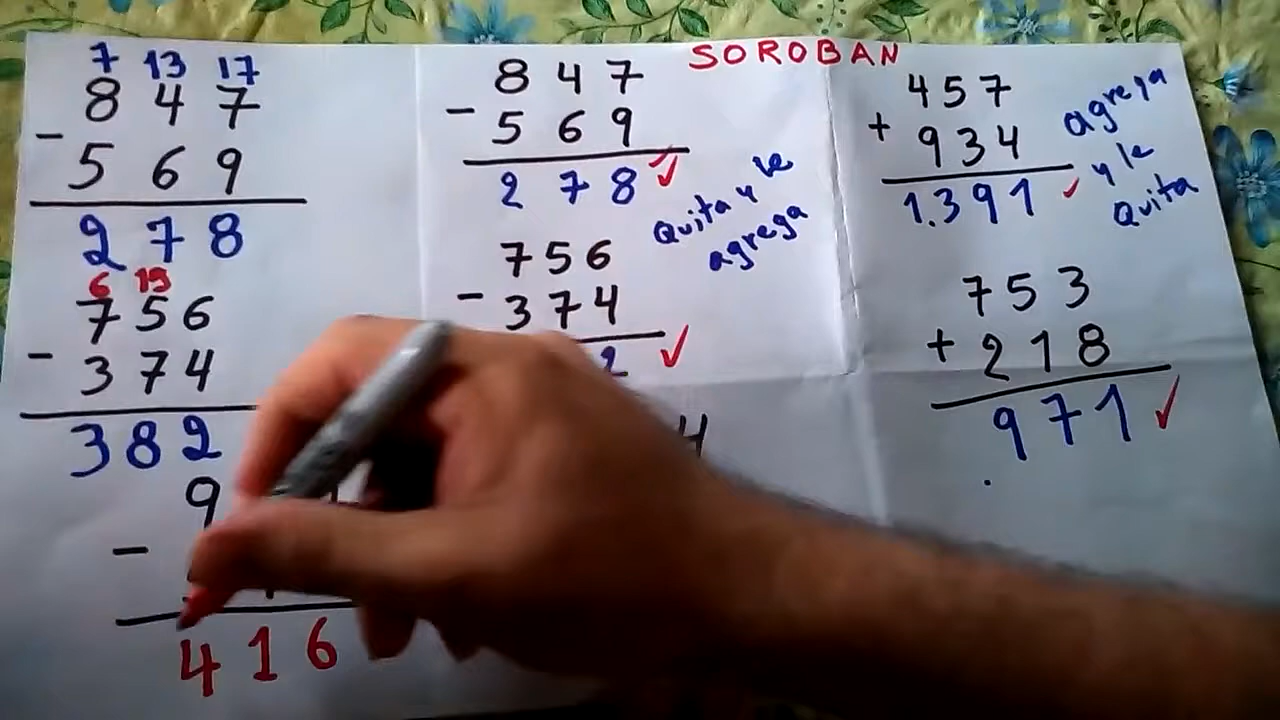 7 13 17
8 4 7
- 5 6 9
2 7 8
6 15
7 5 6
- 3 7 4
3 8 2
9
-
4 1 6
SOROBAN
8 4 7
- 5 6 9
2 7 8 ✓
Quita y le
agrega
7 5 6
- 3 7 4
2 ✓
4
4 5 7
+ 9 3 4
1.3 9 1 ✓
agrega
y le
Quita
7 5 3
+ 2 1 8
9 7 1 ✓